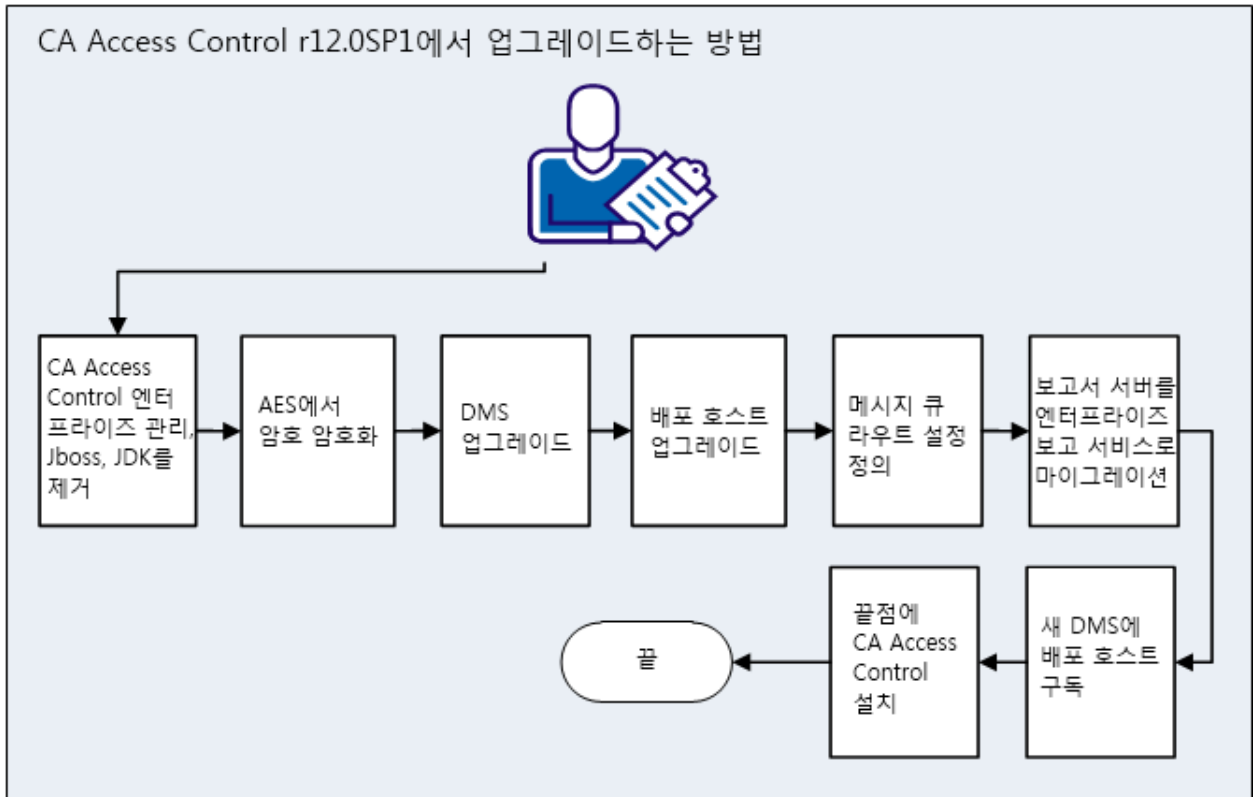 CA Access Control r12.0SP1에서 업그레이드하는 방법
CA Access
Control 엔터
프라이즈 관리,
Jboss, JDK를
제거
AES에서
암호 암호화
DMS
업그레이드
배포 호스트
업그레이드
메시지 큐
라우트 설정
정의
보고서 서버를
엔터프라이즈
보고 서비스로
마이그레이션
새 DMS에
배포 호스트
구독
끝점에
CA Access
Control
설치
끝